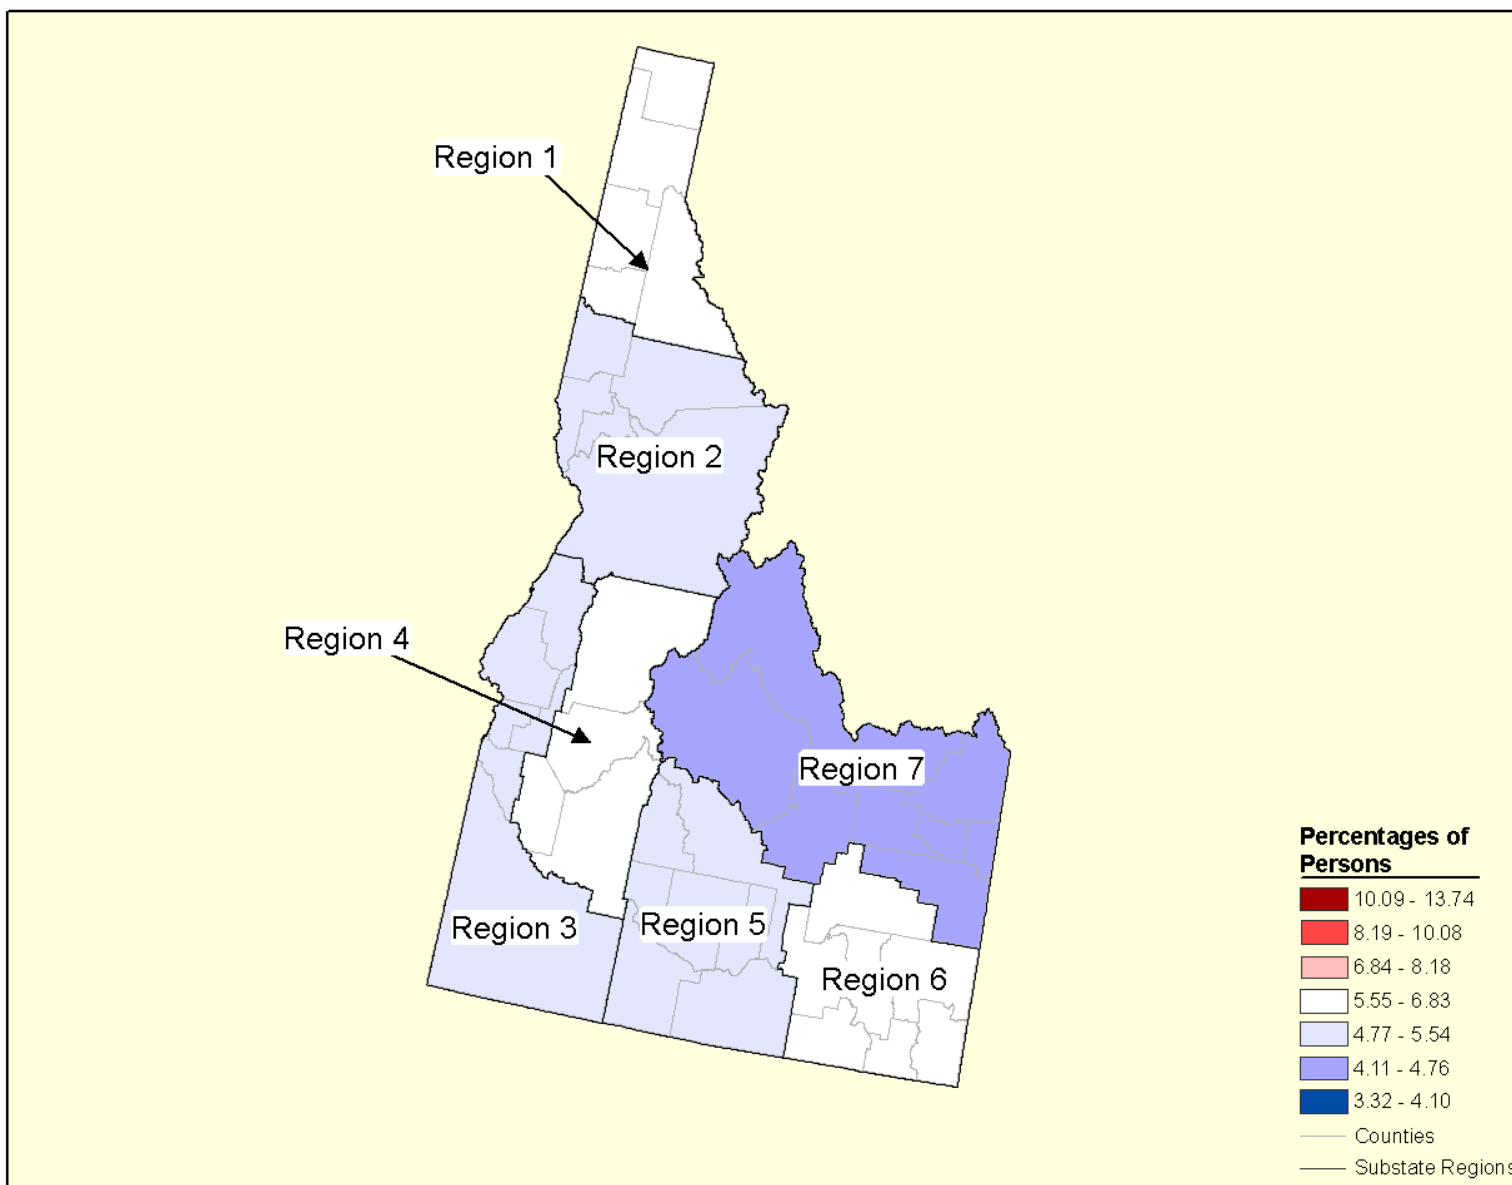 Region 1
Region 2
Region 4
Region 7
Region 3
Region 5
Region 6
Percentages of
Persons
10.09 - 13.74
8.19 - 10.08
6.84 - 8.18
5.55 - 6.83
4.77 - 5.54
4.11 - 4.76
3.32 - 4.10
Counties
Substate Regions